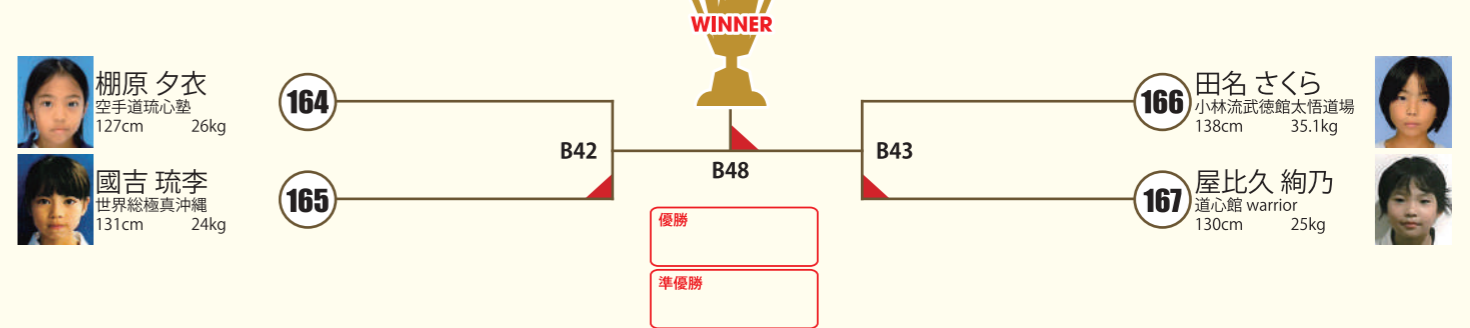 WINNER
棚原 夕衣
空手道琉心塾
127cm 26kg
164
國吉 琉李
世界総極真沖縄
131cm 24kg
165
B42
B48
B43
166
田名 さくら
小林流武徳館太悟道場
138cm 35.1kg
167
屋比久 絢乃
道心館 warrior
130cm 25kg
優勝
準優勝